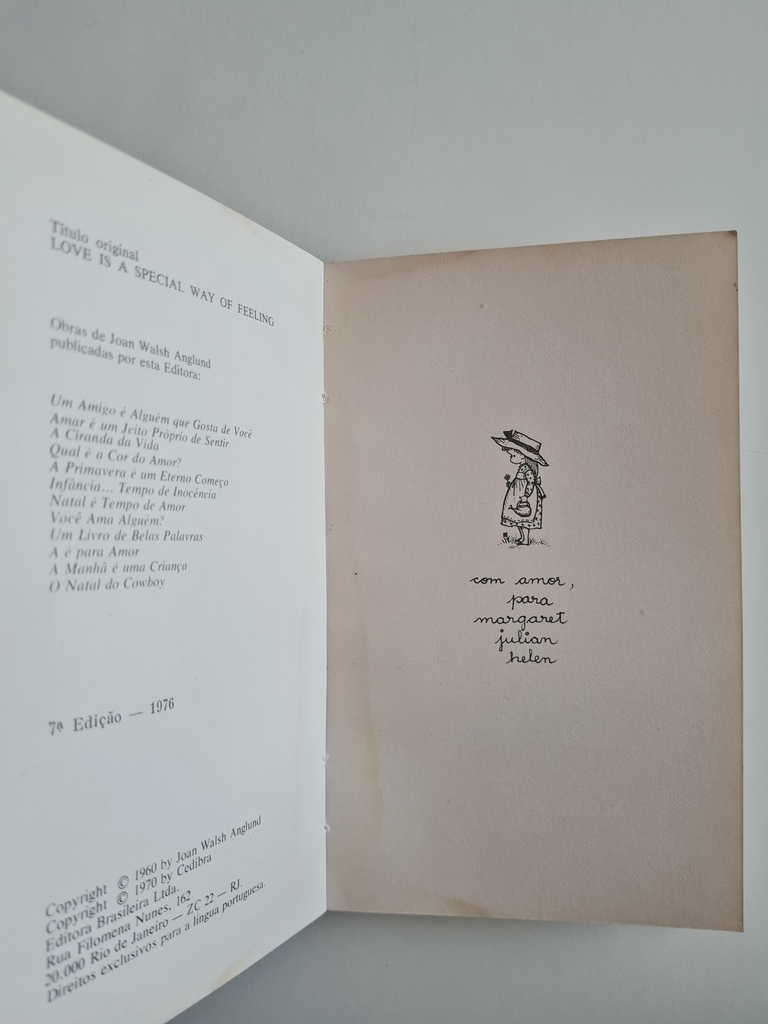 Título original
LOVE IS A SPECIAL WAY OF FEELING
Obras de Joan Walsh Anglund
publicadas por esta Editora:
Um Amigo é Alguém que Gosta de Você
Amar é um Jeito Próprio de Sentir
A Ciranda da Vida
Qual é a Cor do Amor?
A Primavera é um Eterno Começo
Infância... Tempo de Inocência
Natal é Tempo de Amor
Você Ama Alguém?
Um Livro de Belas Palavras
A é para Amor
A Manhã é uma Criança
O Natal do Cowboy
7ª Edição — 1976
Copyright © 1960 by Joan Walsh Anglund
Copyright © 1970 by Cedibra
Editora Brasileira Ltda.
Rua Filomena Nunes, 162
20.000 Rio de Janeiro — ZC 22 — RJ.
Direitos exclusivos para a língua portuguesa.
com amor,
para
margaret
julian
helen